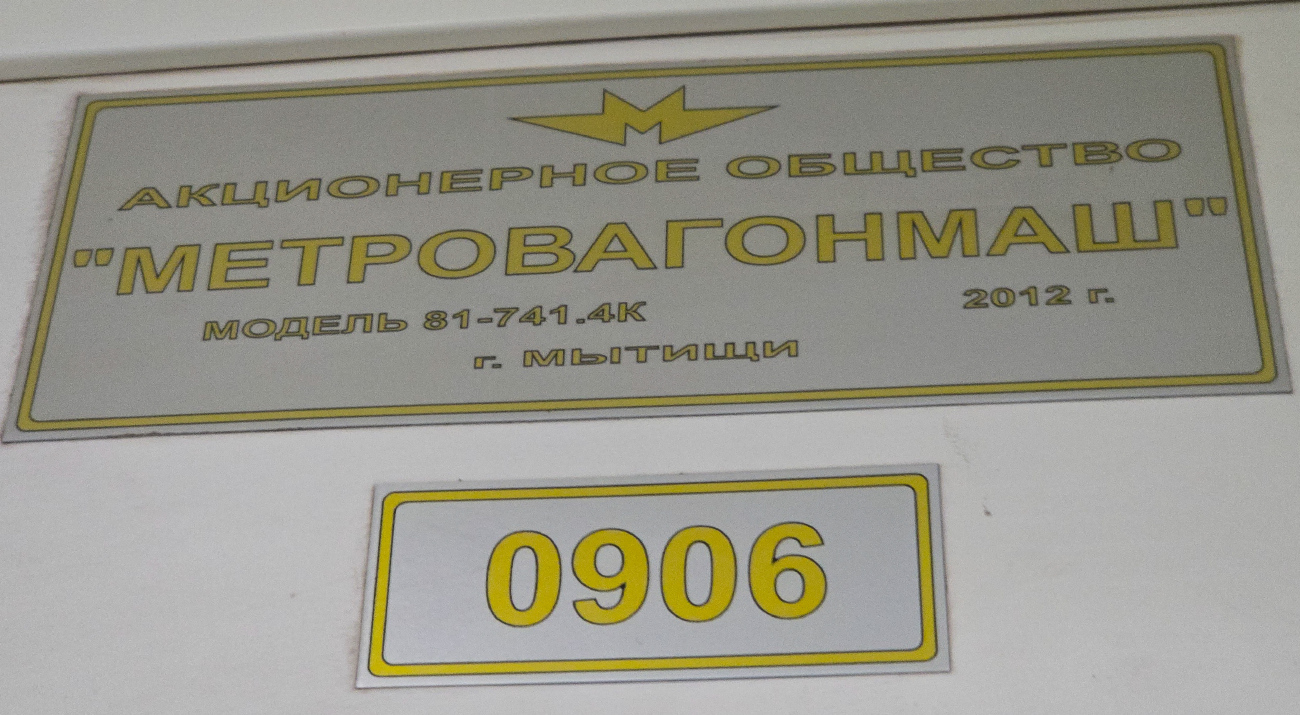 АКЦИОНЕРНОЕ ОБЩЕСТВО
"МЕТРОВАГОНМАШ"
МОДЕЛЬ 81-741.4К 2012 г.
г. МЫТИЩИ
0906